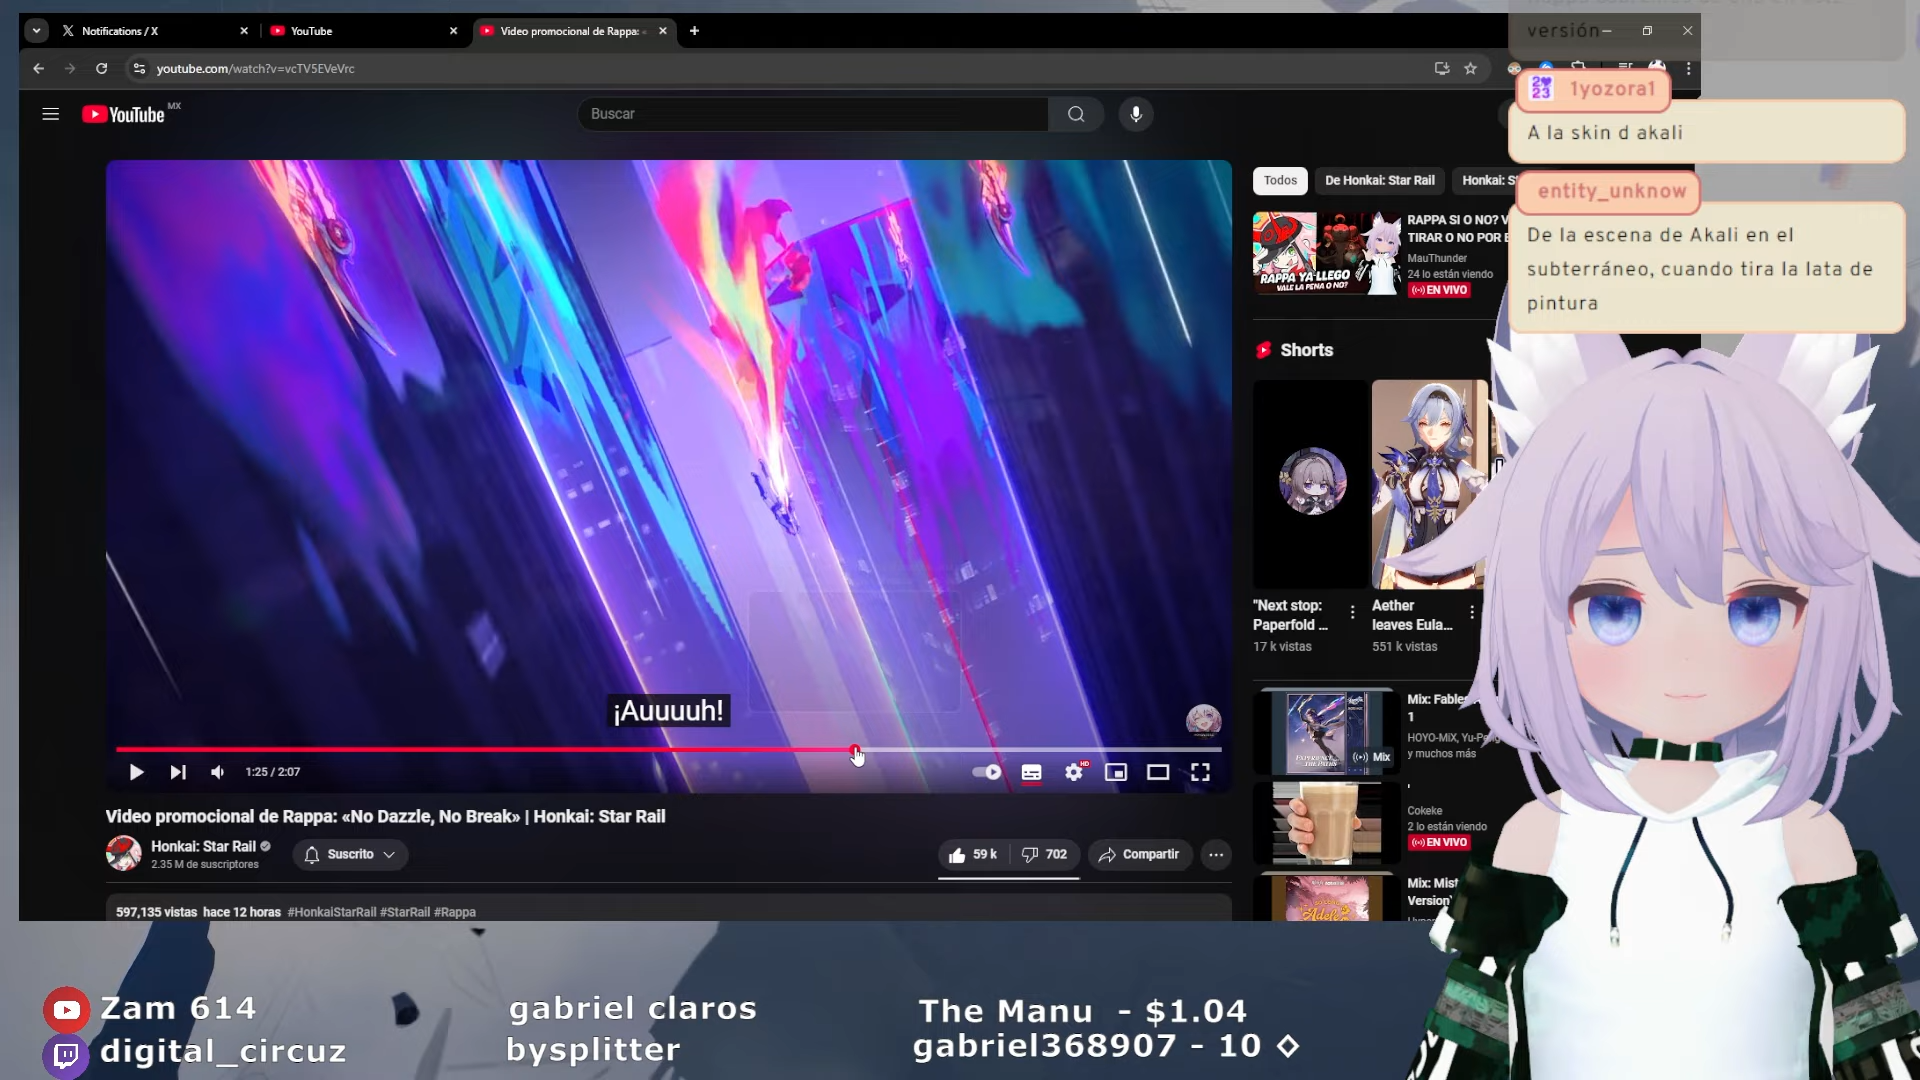 Notifications / X
YouTube
Video promocional de Rappa:
youtube.com/watch?v=vcTV5EVeVrc
versión
YouTube MX
Buscar
1yozora1
A la skin d akali
entity_unknow
De la escena de Akali en el
subterráneo, cuando tira la lata de
pintura
Todos
De Honkai: Star Rail
Honkai: S
RAPPA SI O NO? V
TIRAR O NO POR E
MauThunder
24 lo están viendo
EN VIVO
RAPPA YA LLEGO
VALE LA PENA O NO?
Shorts
"Next stop:
Paperfold ...
17 k vistas
Aether
leaves Eula...
551 k vistas
¡Auuuuh!
1:25 / 2:07
HD
Mix: Fable
1
HOYO-MiX, Yu-Peng
y muchos más
Mix
Cokeke
2 lo están viendo
EN VIVO
Mix: Mist
Version
Video promocional de Rappa: «No Dazzle, No Break» | Honkai: Star Rail
Honkai: Star Rail
2.35 M de suscriptores
Suscrito
59 k
702
Compartir
597,135 vistas hace 12 horas #HonkaiStarRail #StarRail #Rappa
Zam 614
gabriel claros
The Manu - $1.04
digital_circuz
bysplitter
gabriel368907 - 10